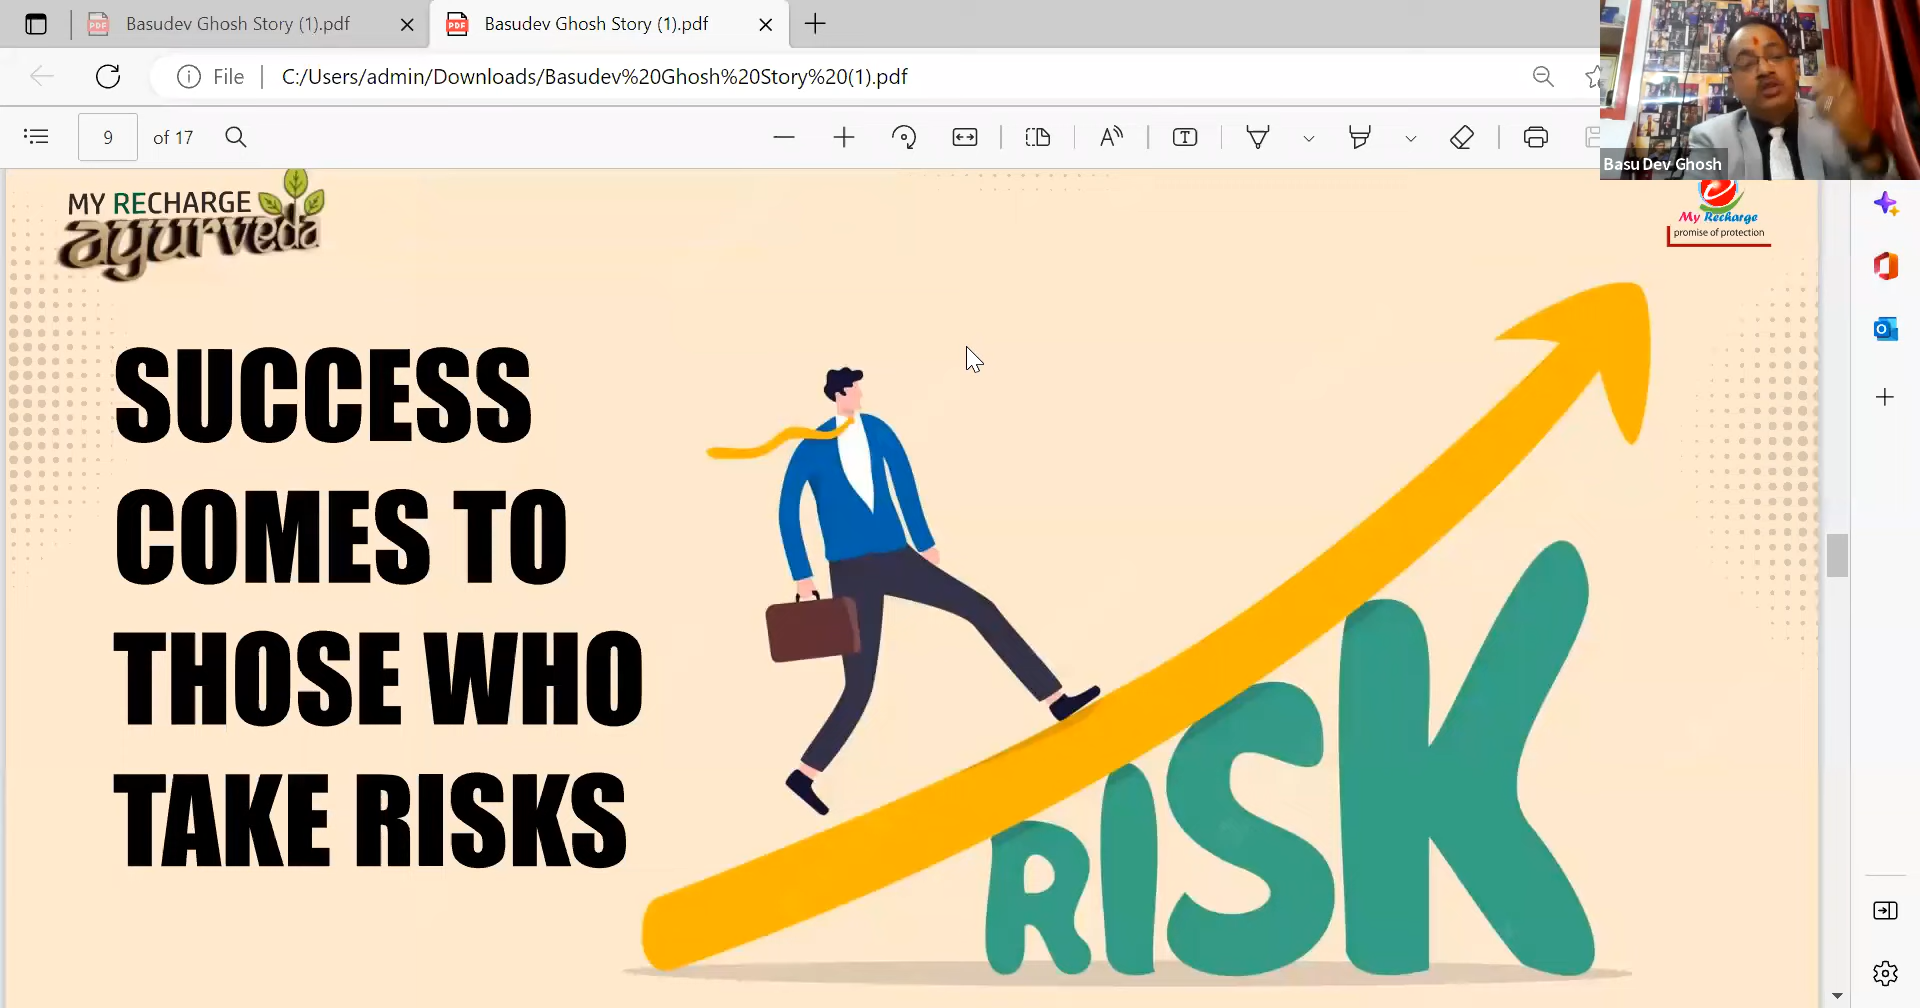 Basudev Ghosh Story (1).pdf
Basudev Ghosh Story (1).pdf
File
C:/Users/admin/Downloads/Basudev%20Ghosh%20Story%20(1).pdf
9 of 17
Basu Dev Ghosh
MY RECHARGE
ayurveda
My Recharge
promise of protection
SUCCESS
COMES TO
THOSE WHO
TAKE RISKS
RISK